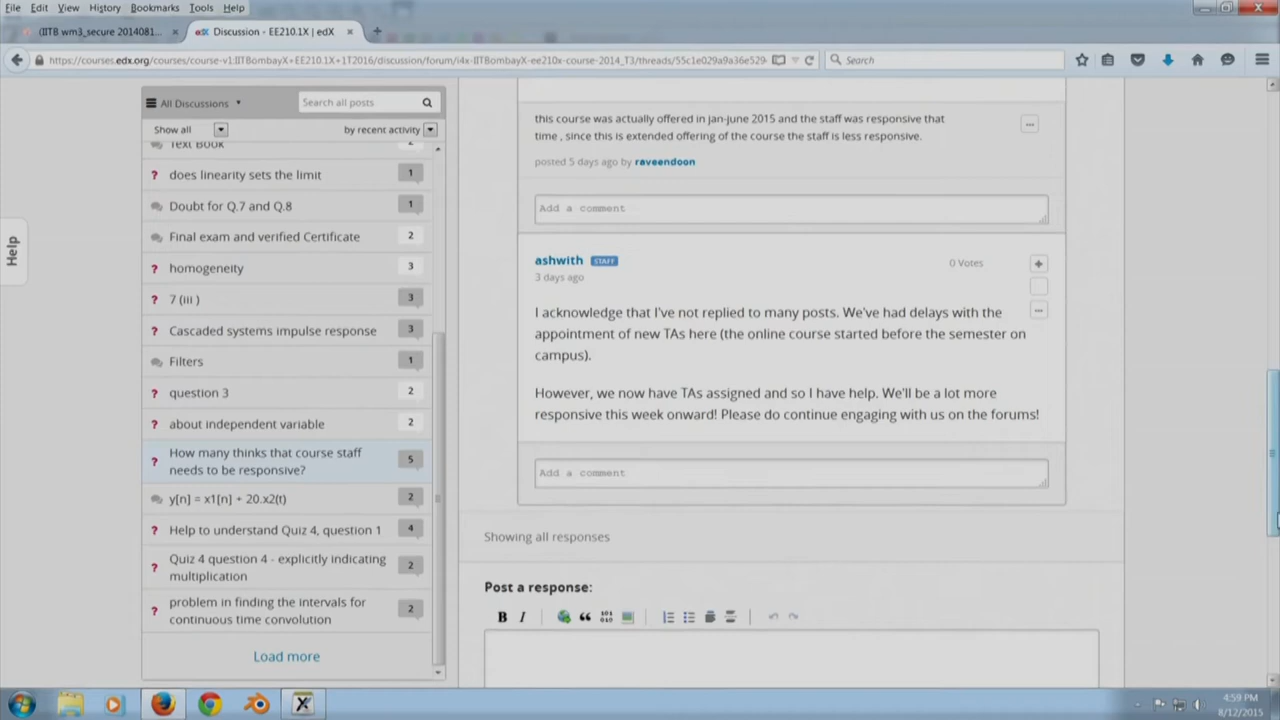 File Edit View History Bookmarks Tools Help
(IITB wm3_secure 2014081...
Discussion - EE210.1X | edX
https://courses.edx.org/courses/course-v1:IITBombayX+EE210.1X+1T2016/discussion/forum/i4x-IITBombayX-ee210x-course-2014_T3/threads/55c1e029a9a36e529
Search
All Discussions
Search all posts
Show all
by recent activity
Text Book
? does linearity sets the limit 1
Doubt for Q.7 and Q.8 1
Final exam and verified Certificate 2
? homogeneity 3
? 7 (iii ) 3
? Cascaded systems impulse response 3
Filters 1
? question 3 2
? about independent variable 2
? How many thinks that course staff
needs to be responsive? 5
y[n] = x1[n] + 20.x2(t) 2
? Help to understand Quiz 4, question 1 4
? Quiz 4 question 4 - explicitly indicating
multiplication 2
? problem in finding the intervals for
continuous time convolution 2
Load more
Help
this course was actually offered in jan-june 2015 and the staff was responsive that
time , since this is extended offering of the course the staff is less responsive.
posted 5 days ago by raveendoon
Add a comment
ashwith STAFF
0 Votes
3 days ago
I acknowledge that I've not replied to many posts. We've had delays with the
appointment of new TAs here (the online course started before the semester on
campus).
However, we now have TAs assigned and so I have help. We'll be a lot more
responsive this week onward! Please do continue engaging with us on the forums!
Add a comment
Showing all responses
Post a response:
B I
4:59 PM
8/12/2015